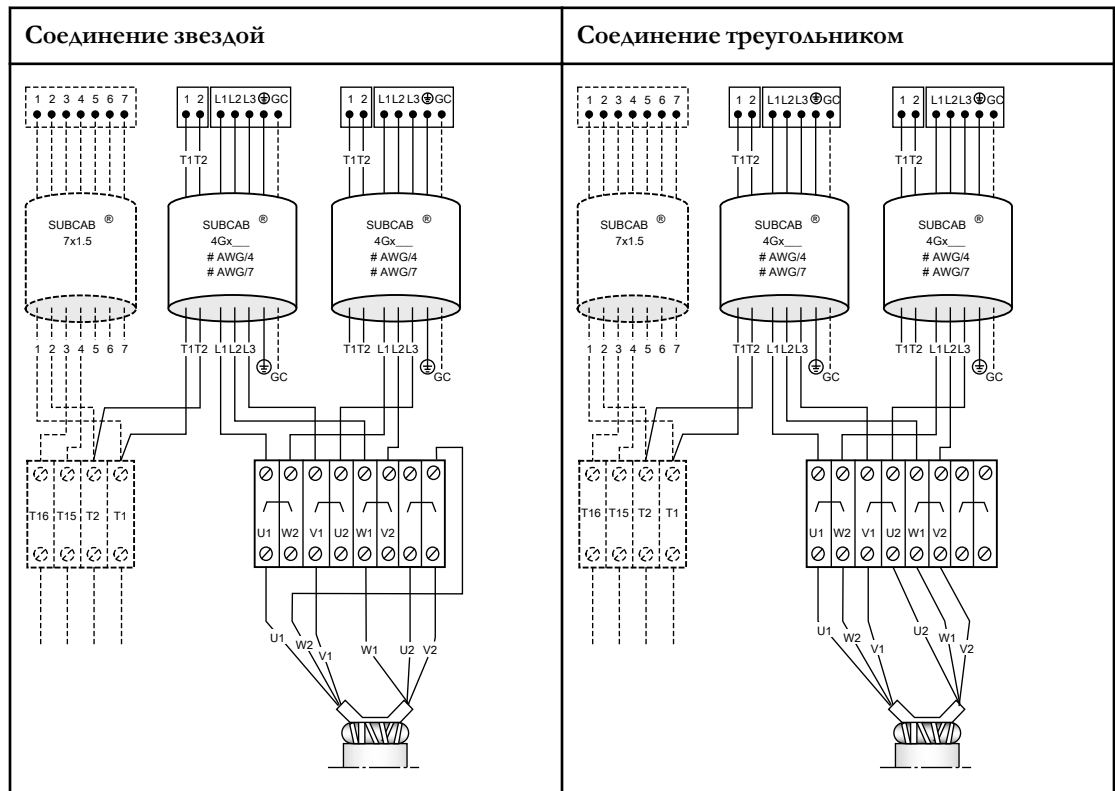 Соединение звездой
Соединение треугольником
1 2 3 4 5 6 7
1 2
L1 L2 L3 GC
1 2
L1 L2 L3 GC
1 2 3 4 5 6 7
1 2
L1 L2 L3 GC
1 2
L1 L2 L3 GC
T1 T2
T1 T2
T1 T2
T1 T2
SUBCAB ®
7x1.5
SUBCAB ®
4Gx___
# AWG/4
# AWG/7
SUBCAB ®
4Gx___
# AWG/4
# AWG/7
SUBCAB ®
7x1.5
SUBCAB ®
4Gx___
# AWG/4
# AWG/7
SUBCAB ®
4Gx___
# AWG/4
# AWG/7
1 2 3 4 5 6 7
T1 T2 L1 L2 L3
GC
T1 T2 L1 L2 L3
GC
1 2 3 4 5 6 7
T1 T2 L1 L2 L3
GC
T1 T2 L1 L2 L3
GC
T16 T15 T2 T1
U1 W2 V1 U2 W1 V2
T16 T15 T2 T1
U1 W2 V1 U2 W1 V2
U1 W2 V1 W1 U2 V2
U1 W2 V1 U2 W1 V2